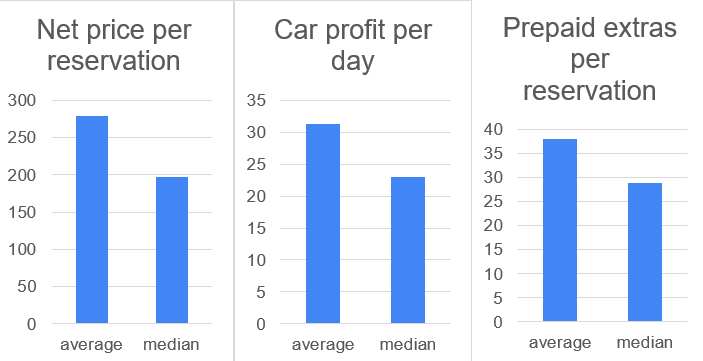 Net price per
reservation
300
250
200
150
100
50
0
average median
Car profit per
day
35
30
25
20
15
10
5
0
average median
Prepaid extras
per
reservation
40
35
30
25
20
15
10
5
0
average median